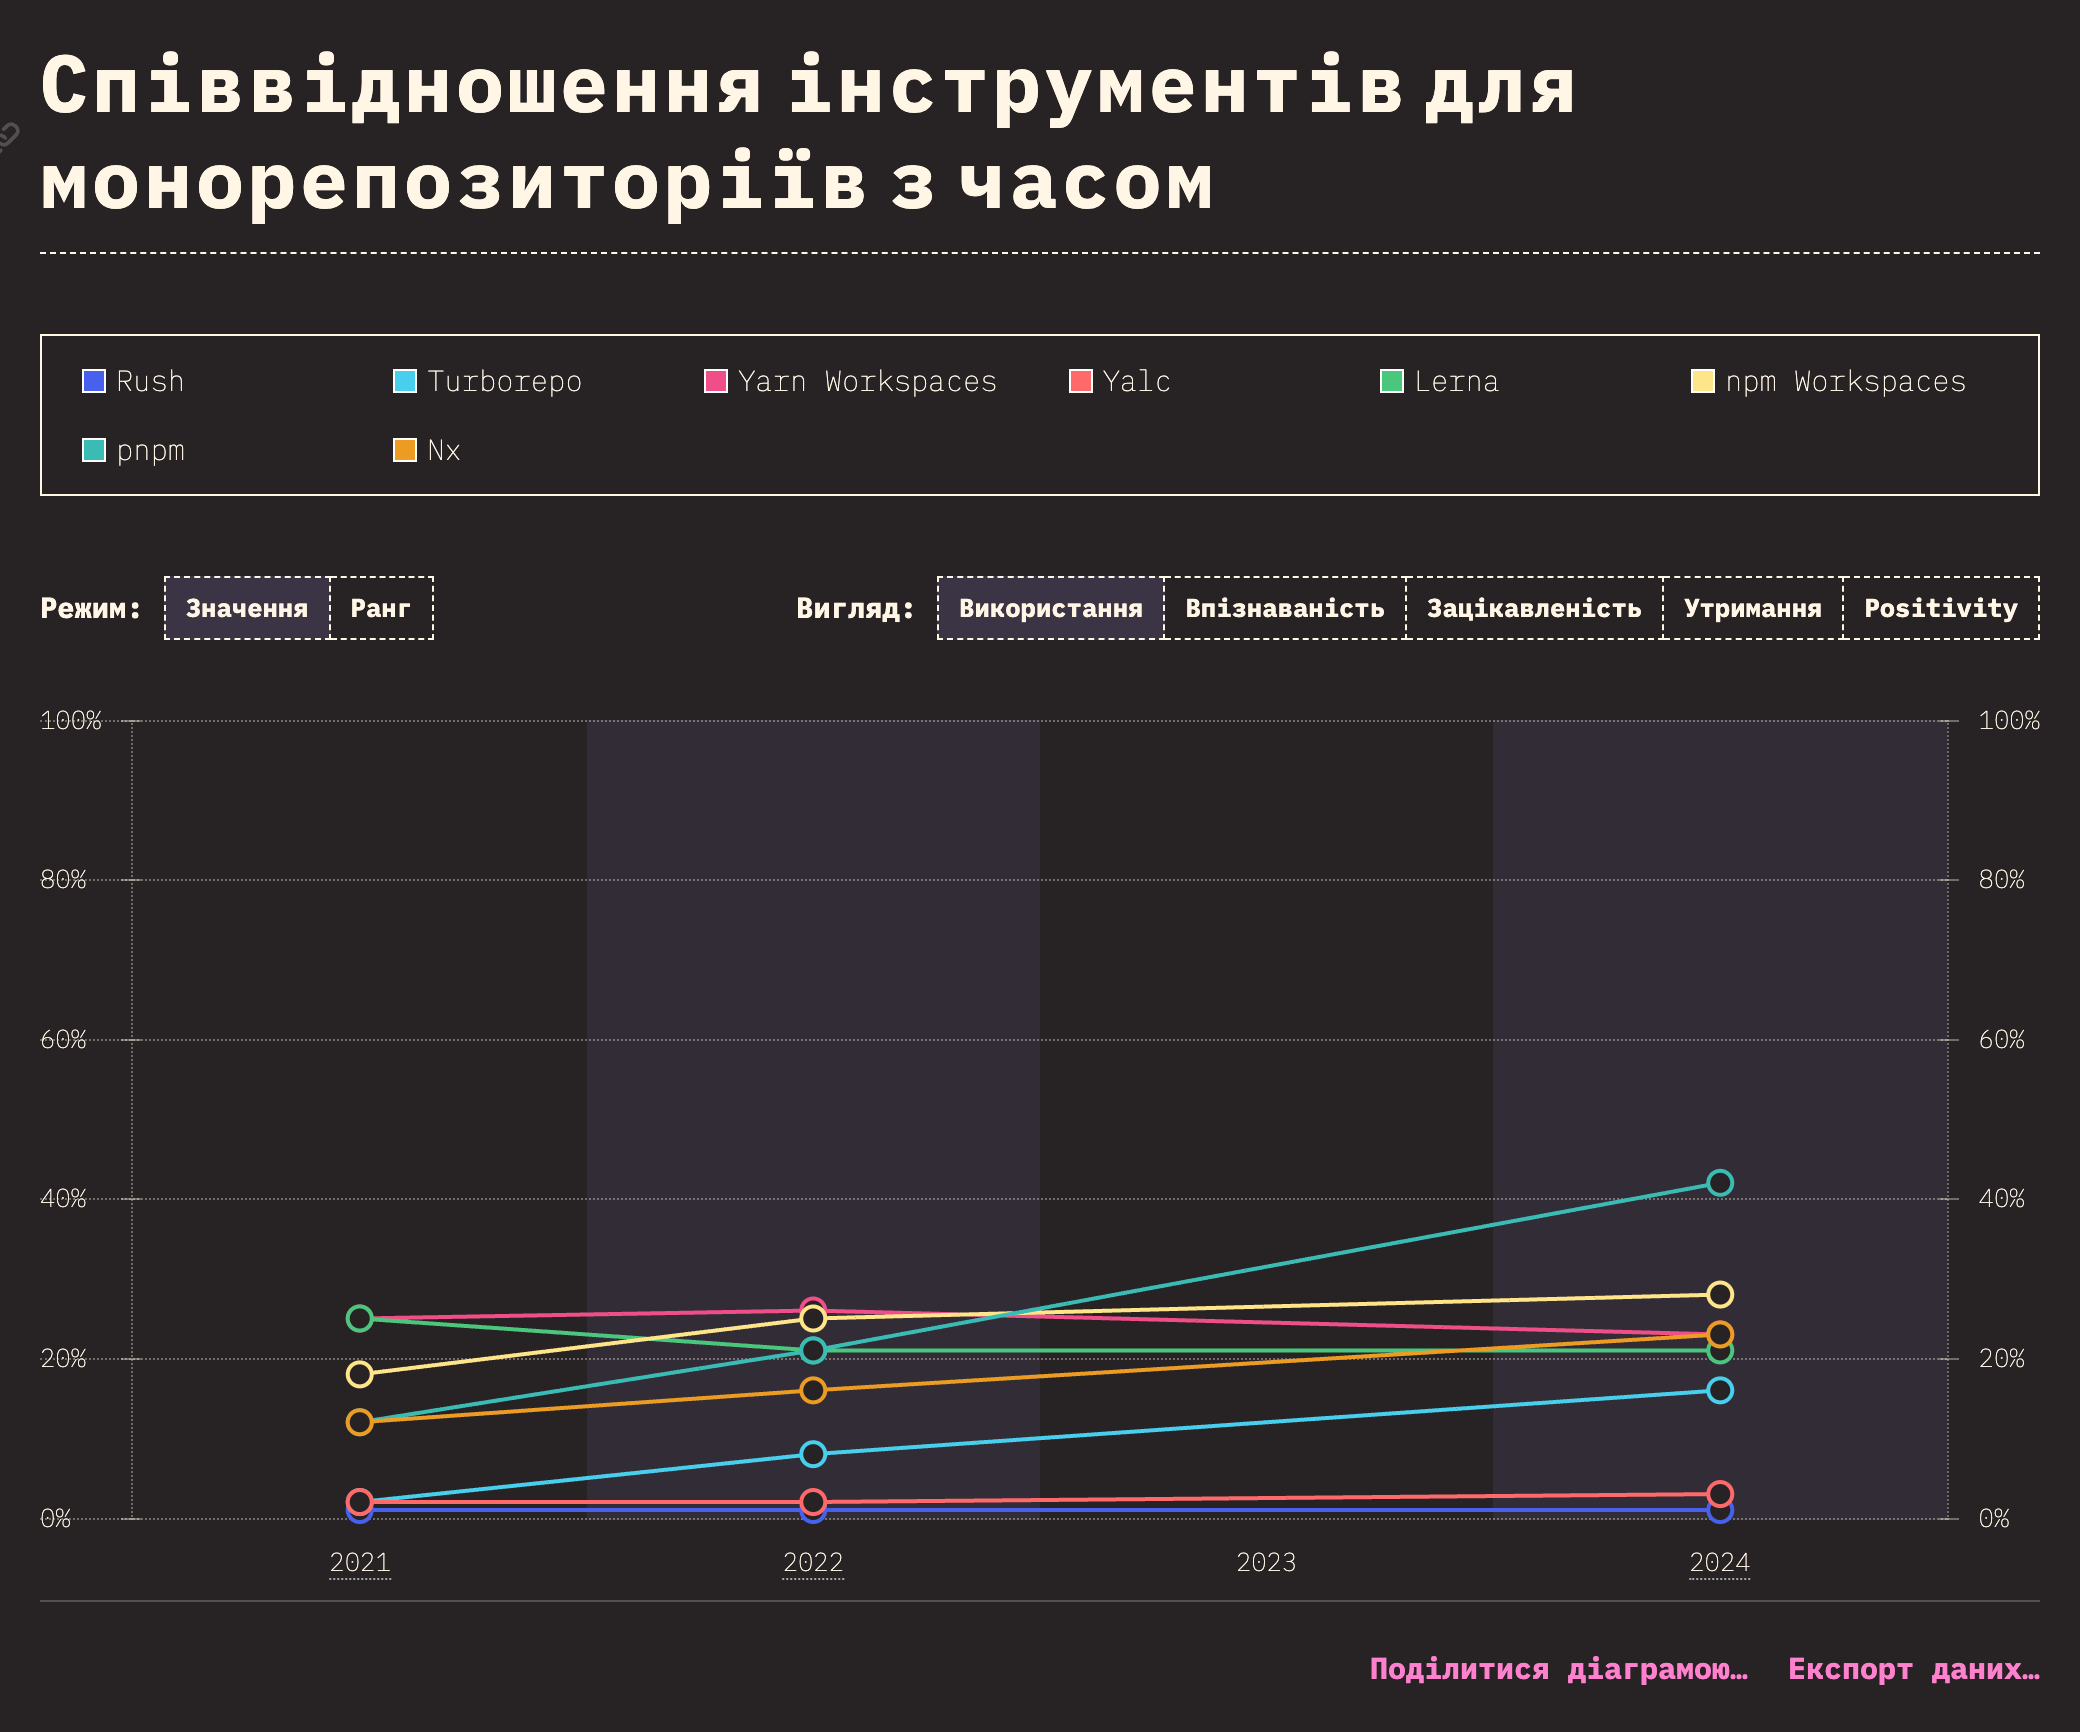 Співвідношення інструментів для
монорепозиторіїв з часом
Rush Turborepo Yarn Workspaces Yalc Lerna npm Workspaces
pnpm Nx
Режим: Значення Ранг Вигляд: Використання Впізнаваність Зацікавленість Утримання Positivity
100% 100%
80% 80%
60% 60%
40% 40%
20% 20%
0% 0%
2021 2022 2023 2024
Поділитися діаграмою… Експорт даних…